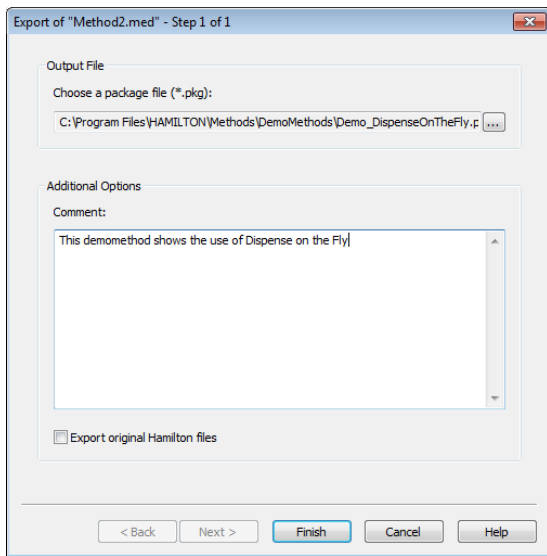 Export of "Method2.med" - Step 1 of 1
Output File
Choose a package file (*.pkg):
C:\Program Files\HAMILTON\Methods\DemoMethods\Demo_DispenseOnTheFly.p
...
Additional Options
Comment:
This demomethod shows the use of Dispense on the Fly
Export original Hamilton files
< Back Next > Finish Cancel Help